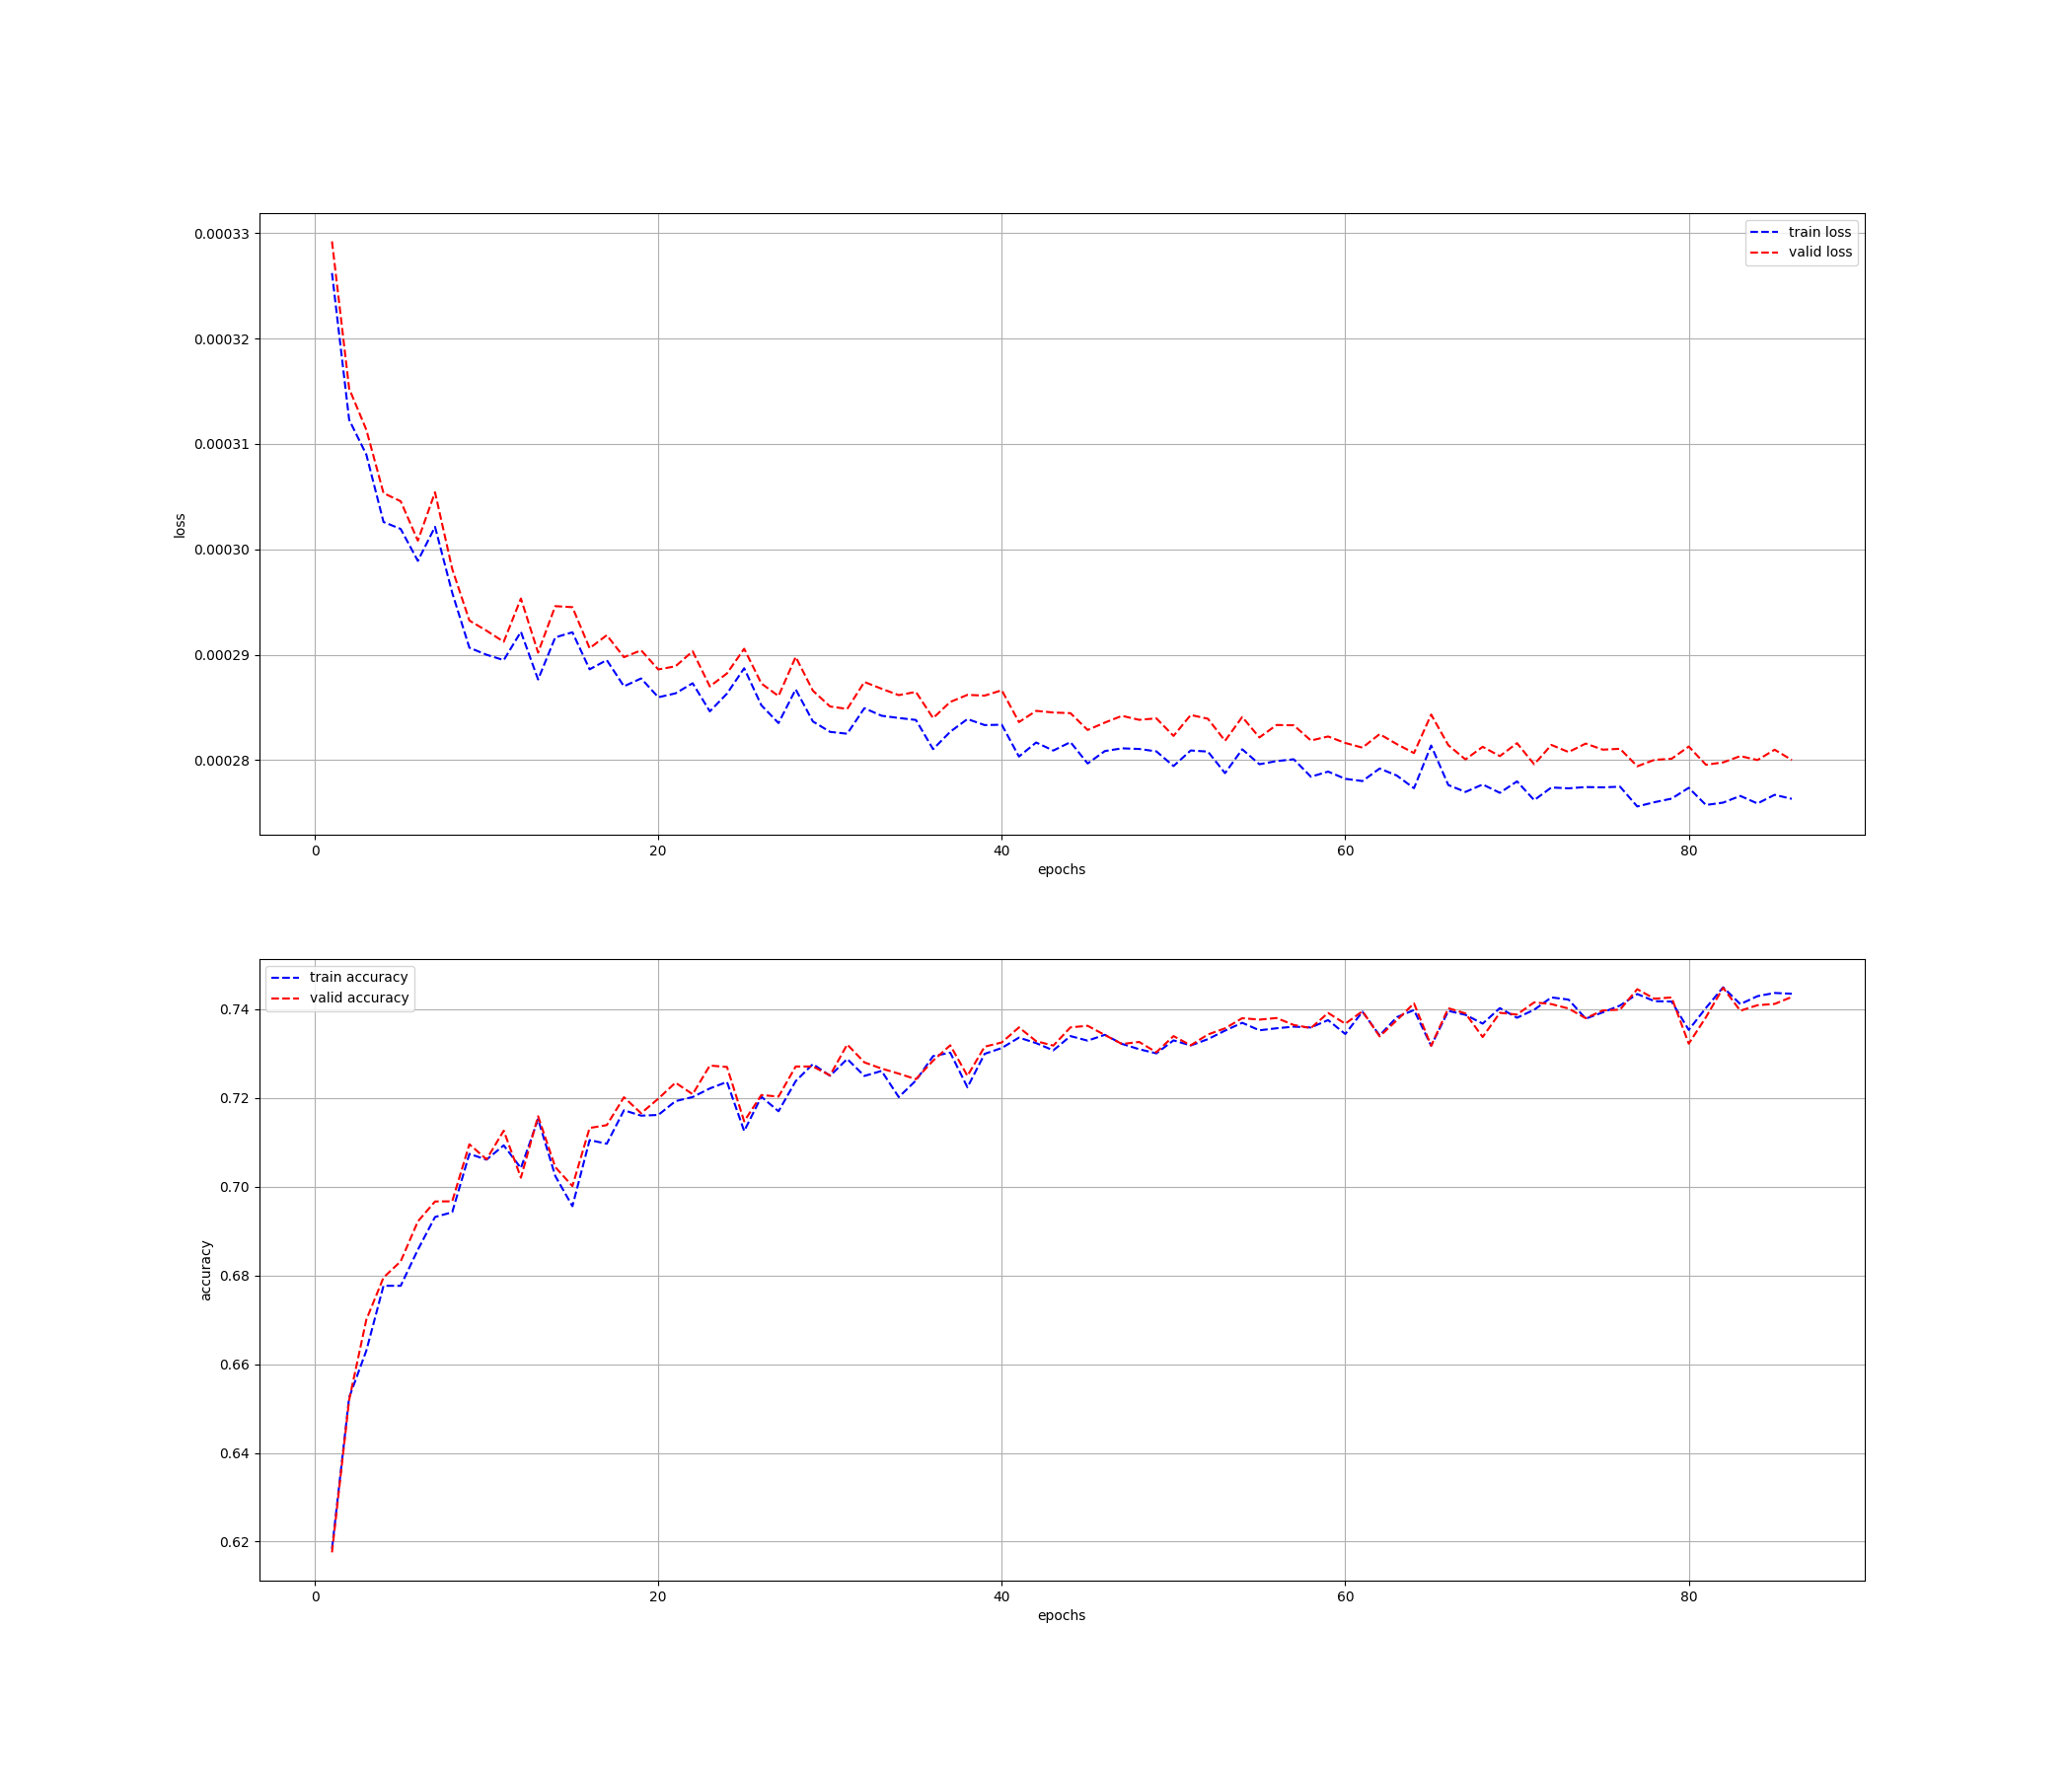 0.00033
0.00032
0.00031
0.00030
0.00029
0.00028
loss
train loss
valid loss
0 20 40 60 80
epochs
0.74
0.72
0.70
0.68
0.66
0.64
0.62
accuracy
train accuracy
valid accuracy
0 20 40 60 80
epochs